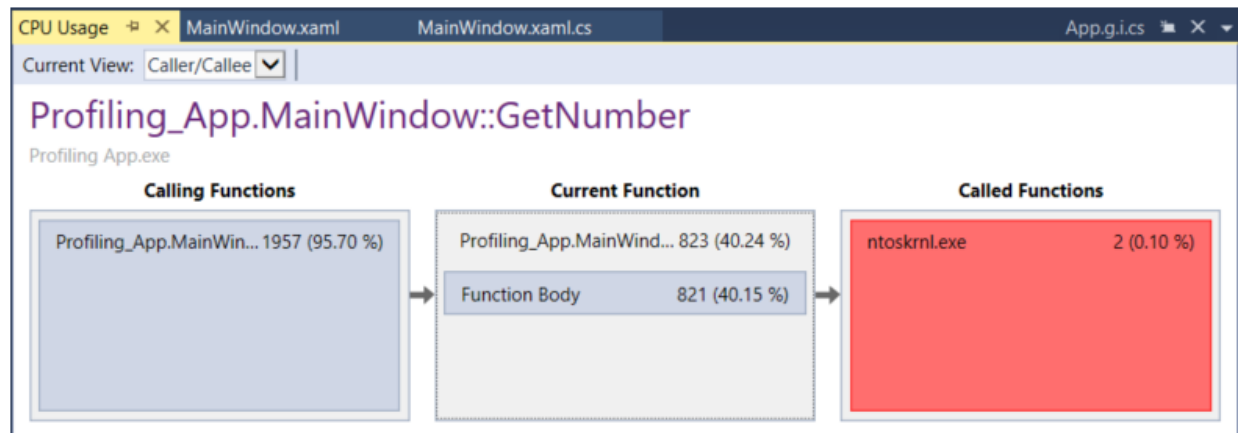 CPU Usage MainWindow.xaml MainWindow.xaml.cs App.g.i.cs
Current View: Caller/Callee
Profiling_App.MainWindow::GetNumber
Profiling App.exe
Calling Functions Current Function Called Functions
Profiling_App.MainWin... 1957 (95.70 %) Profiling_App.MainWind... 823 (40.24 %) ntoskrnl.exe 2 (0.10 %)
Function Body 821 (40.15 %)